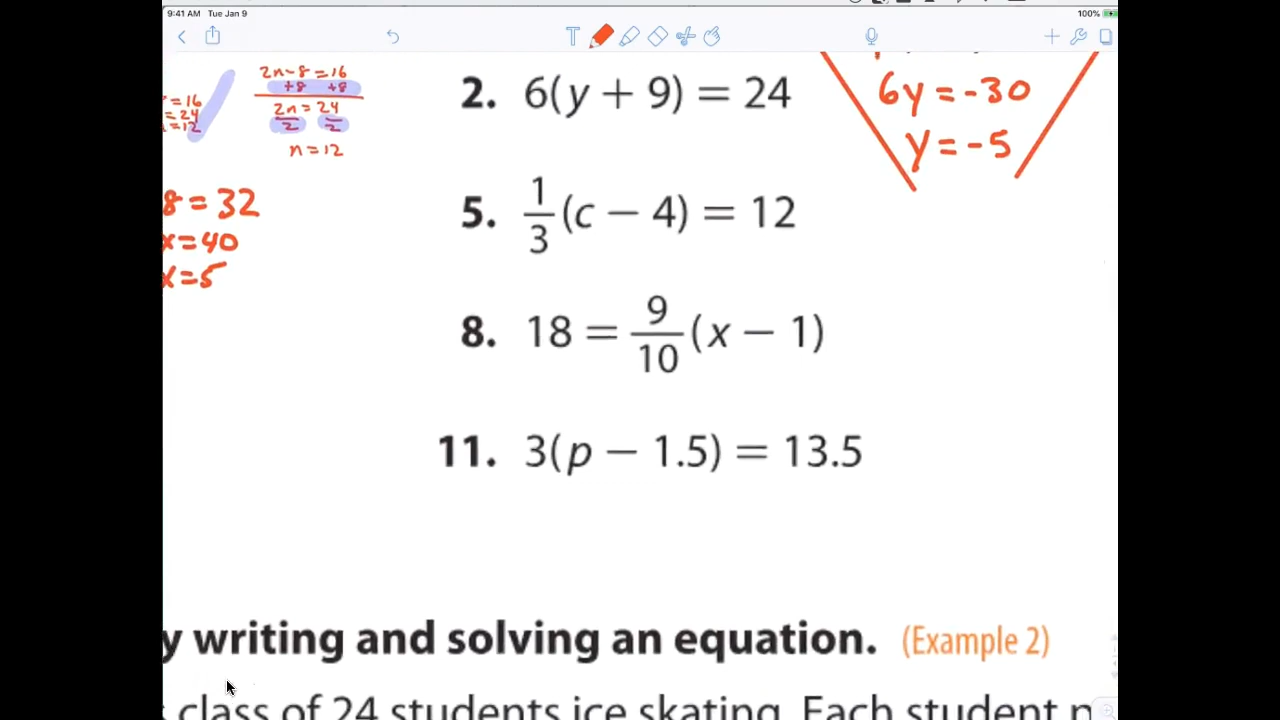 9:41 AM Tue Jan 9
100%
2n-8=16
+8 +8
2n=24
2 2
n=12
=16
=24
=12
8=32
x=40
x=5
2. 6(y + 9) = 24
6y=-30
y=-5
5. 1/3(c − 4) = 12
8. 18 = 9/10(x − 1)
11. 3(p − 1.5) = 13.5
y writing and solving an equation. (Example 2)
class of 24 students ice skating. Each student